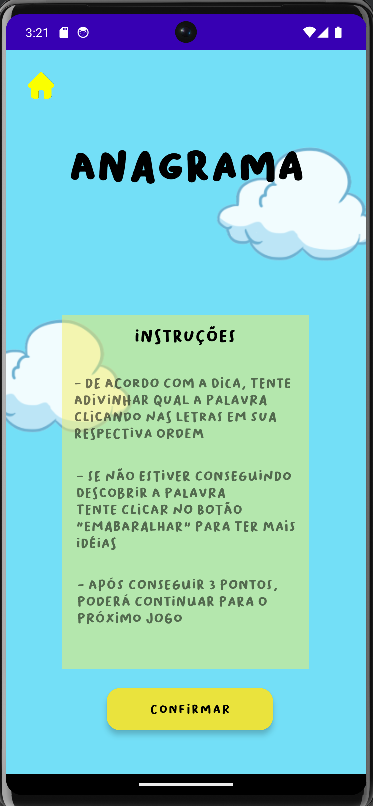 3:21
ANAGRAMA
INSTRUÇÕES
- DE ACORDO COM A DICA, TENTE
ADIVINHAR QUAL A PALAVRA
CLICANDO NAS LETRAS EM SUA
RESPECTIVA ORDEM
- SE NÃO ESTIVER CONSEGUINDO
DESCOBRIR A PALAVRA
TENTE CLICAR NO BOTÃO
"EMABARALHAR" PARA TER MAIS
IDÉIAS
- APÓS CONSEGUIR 3 PONTOS,
PODERÁ CONTINUAR PARA O
PRÓXIMO JOGO
CONFIRMAR